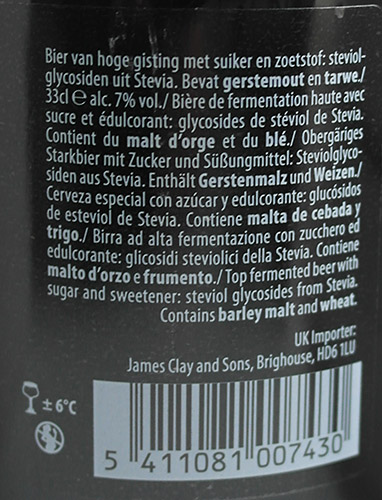 Bier van hoge gisting met suiker en zoetstof: steviol-
glycosiden uit Stevia. Bevat gerstemout en tarwe./
33cl ℮ alc. 7% vol./ Bière de fermentation haute avec
sucre et édulcorant: glycosides de stéviol de Stevia.
Contient du malt d'orge et du blé./ Obergäriges
Starkbier mit Zucker und Süßungmittel: Steviolglyco-
siden aus Stevia. Enthält Gerstenmalz und Weizen./
Cerveza especial con azúcar y edulcorante: glucósidos
de esteviol de Stevia. Contiene malta de cebada y
trigo./ Birra ad alta fermentazione con zucchero ed
edulcorante: glicosidi steviolici della Stevia. Contiene
malto d'orzo e frumento./ Top fermented beer with
sugar and sweetener: steviol glycosides from Stevia.
Contains barley malt and wheat.
UK Importer:
James Clay and Sons, Brighouse, HD6 1LU
± 6°C
5 411081 007430